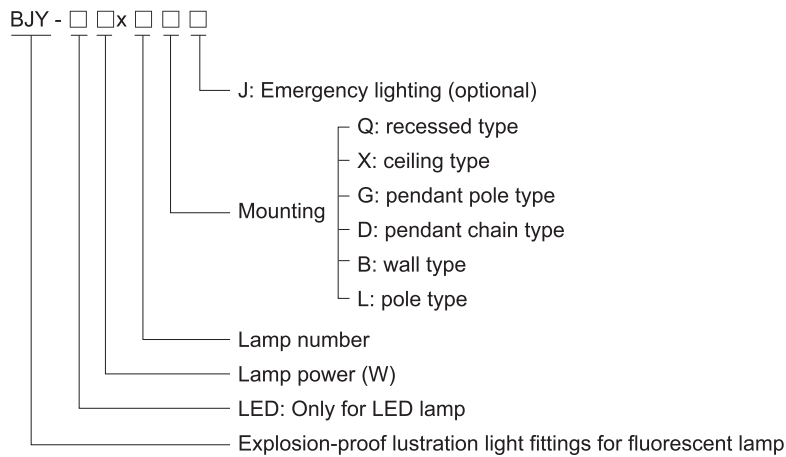 BJY - □ □x□ □ □
J: Emergency lighting (optional)
Q: recessed type
X: ceiling type
G: pendant pole type
Mounting
D: pendant chain type
B: wall type
L: pole type
Lamp number
Lamp power (W)
LED: Only for LED lamp
Explosion-proof lustration light fittings for fluorescent lamp